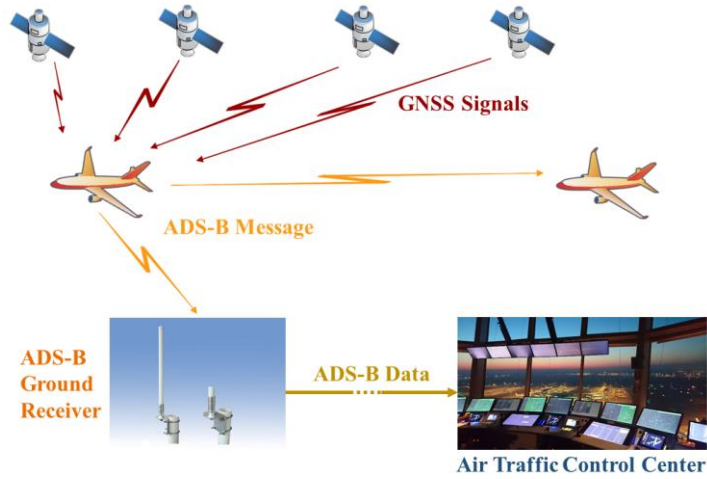 GNSS Signals
ADS-B Message
ADS-B
Ground
Receiver
ADS-B Data
Air Traffic Control Center